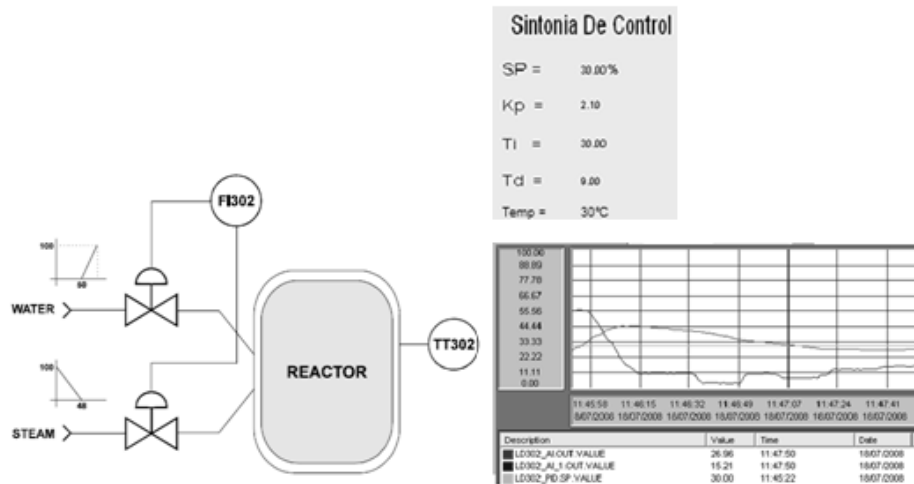 Sintonia De Control
SP = 30.00%
Kp = 2.10
Ti = 30.00
Td = 9.00
Temp = 30°C
FI302
100
50
WATER
100
48
STEAM
REACTOR
TT302
100.00
88.89
77.78
66.67
55.56
44.44
33.33
22.22
11.11
0.00
11:45:58 11:46:15 11:46:32 11:46:49 11:47:07 11:47:24 11:47:41
8/07/2008 18/07/2008 18/07/2008 18/07/2008 18/07/2008 18/07/2008 18/07/2008
Description Value Time Date
LD302_AI.OUT.VALUE 26.96 11:47:50 18/07/2008
LD302_AI_1.OUT.VALUE 15.21 11:47:50 18/07/2008
LD302_PID.SP.VALUE 30.00 11:45:22 18/07/2008